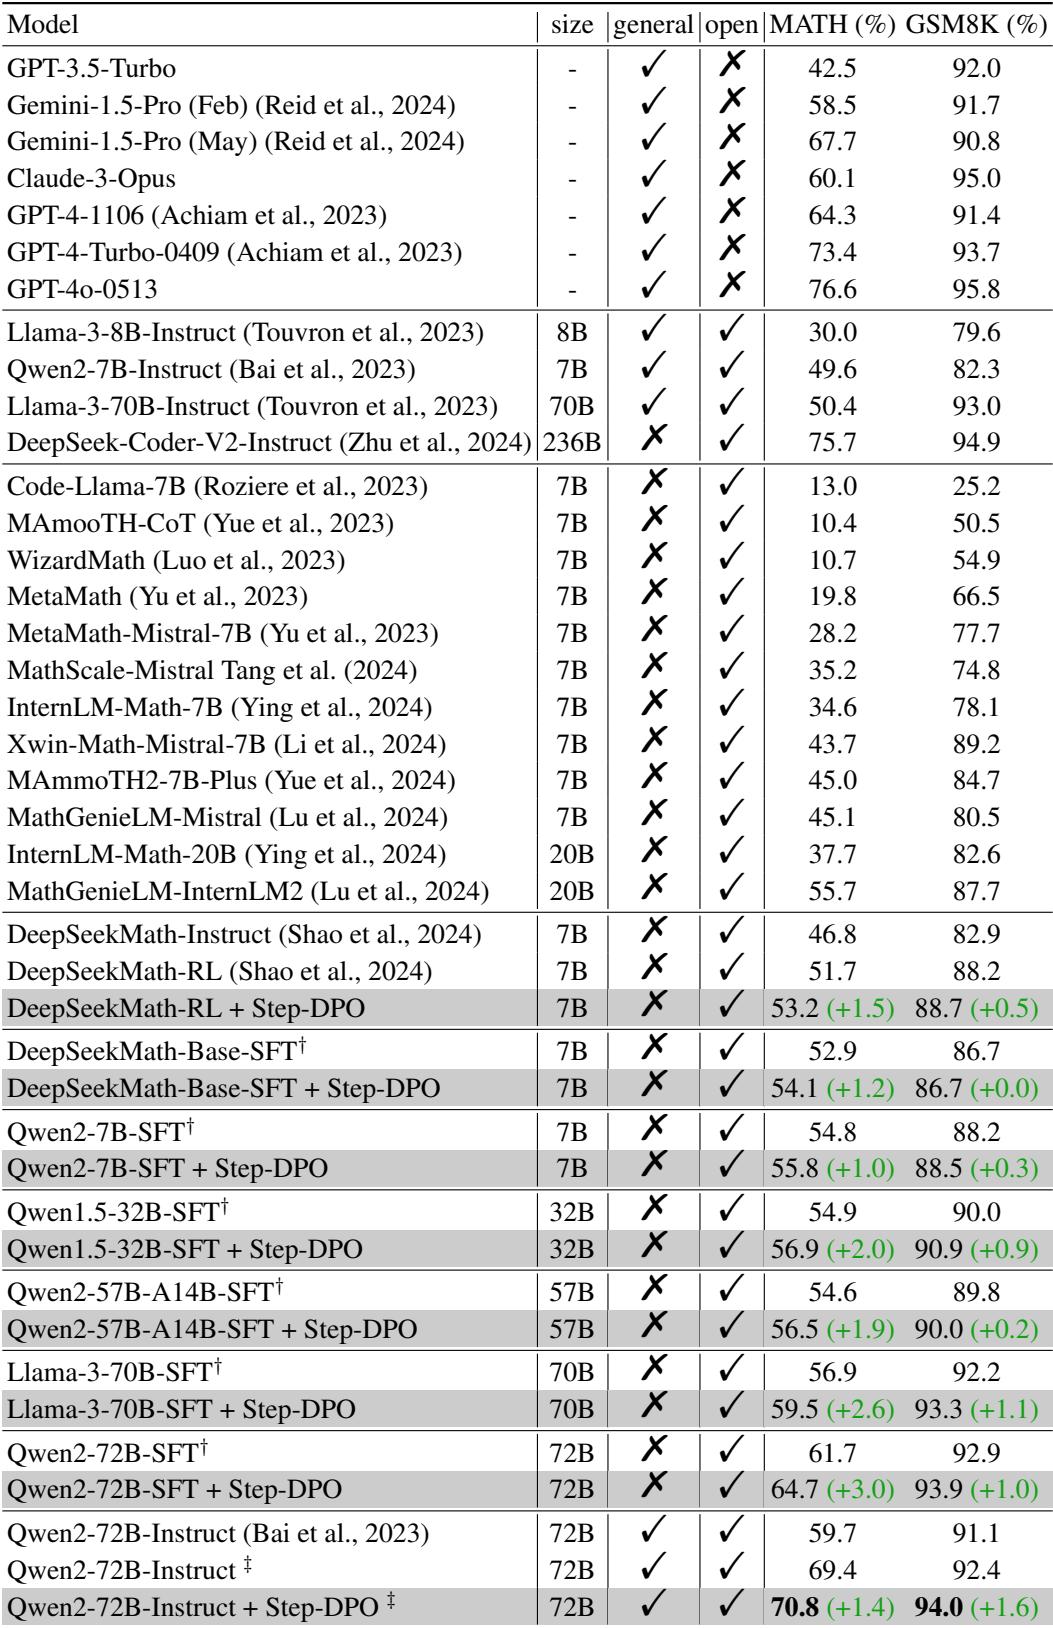 Model size general open MATH (%) GSM8K (%)
GPT-3.5-Turbo - ✓ ✗ 42.5 92.0
Gemini-1.5-Pro (Feb) (Reid et al., 2024) - ✓ ✗ 58.5 91.7
Gemini-1.5-Pro (May) (Reid et al., 2024) - ✓ ✗ 67.7 90.8
Claude-3-Opus - ✓ ✗ 60.1 95.0
GPT-4-1106 (Achiam et al., 2023) - ✓ ✗ 64.3 91.4
GPT-4-Turbo-0409 (Achiam et al., 2023) - ✓ ✗ 73.4 93.7
GPT-4o-0513 - ✓ ✗ 76.6 95.8
Llama-3-8B-Instruct (Touvron et al., 2023) 8B ✓ ✓ 30.0 79.6
Qwen2-7B-Instruct (Bai et al., 2023) 7B ✓ ✓ 49.6 82.3
Llama-3-70B-Instruct (Touvron et al., 2023) 70B ✓ ✓ 50.4 93.0
DeepSeek-Coder-V2-Instruct (Zhu et al., 2024) 236B ✗ ✓ 75.7 94.9
Code-Llama-7B (Roziere et al., 2023) 7B ✗ ✓ 13.0 25.2
MAmooTH-CoT (Yue et al., 2023) 7B ✗ ✓ 10.4 50.5
WizardMath (Luo et al., 2023) 7B ✗ ✓ 10.7 54.9
MetaMath (Yu et al., 2023) 7B ✗ ✓ 19.8 66.5
MetaMath-Mistral-7B (Yu et al., 2023) 7B ✗ ✓ 28.2 77.7
MathScale-Mistral Tang et al. (2024) 7B ✗ ✓ 35.2 74.8
InternLM-Math-7B (Ying et al., 2024) 7B ✗ ✓ 34.6 78.1
Xwin-Math-Mistral-7B (Li et al., 2024) 7B ✗ ✓ 43.7 89.2
MAmmoTH2-7B-Plus (Yue et al., 2024) 7B ✗ ✓ 45.0 84.7
MathGenieLM-Mistral (Lu et al., 2024) 7B ✗ ✓ 45.1 80.5
InternLM-Math-20B (Ying et al., 2024) 20B ✗ ✓ 37.7 82.6
MathGenieLM-InternLM2 (Lu et al., 2024) 20B ✗ ✓ 55.7 87.7
DeepSeekMath-Instruct (Shao et al., 2024) 7B ✗ ✓ 46.8 82.9
DeepSeekMath-RL (Shao et al., 2024) 7B ✗ ✓ 51.7 88.2
DeepSeekMath-RL + Step-DPO 7B ✗ ✓ 53.2 (+1.5) 88.7 (+0.5)
DeepSeekMath-Base-SFT† 7B ✗ ✓ 52.9 86.7
DeepSeekMath-Base-SFT + Step-DPO 7B ✗ ✓ 54.1 (+1.2) 86.7 (+0.0)
Qwen2-7B-SFT† 7B ✗ ✓ 54.8 88.2
Qwen2-7B-SFT + Step-DPO 7B ✗ ✓ 55.8 (+1.0) 88.5 (+0.3)
Qwen1.5-32B-SFT† 32B ✗ ✓ 54.9 90.0
Qwen1.5-32B-SFT + Step-DPO 32B ✗ ✓ 56.9 (+2.0) 90.9 (+0.9)
Qwen2-57B-A14B-SFT† 57B ✗ ✓ 54.6 89.8
Qwen2-57B-A14B-SFT + Step-DPO 57B ✗ ✓ 56.5 (+1.9) 90.0 (+0.2)
Llama-3-70B-SFT† 70B ✗ ✓ 56.9 92.2
Llama-3-70B-SFT + Step-DPO 70B ✗ ✓ 59.5 (+2.6) 93.3 (+1.1)
Qwen2-72B-SFT† 72B ✗ ✓ 61.7 92.9
Qwen2-72B-SFT + Step-DPO 72B ✗ ✓ 64.7 (+3.0) 93.9 (+1.0)
Qwen2-72B-Instruct (Bai et al., 2023) 72B ✓ ✓ 59.7 91.1
Qwen2-72B-Instruct ‡ 72B ✓ ✓ 69.4 92.4
Qwen2-72B-Instruct + Step-DPO ‡ 72B ✓ ✓ 70.8 (+1.4) 94.0 (+1.6)